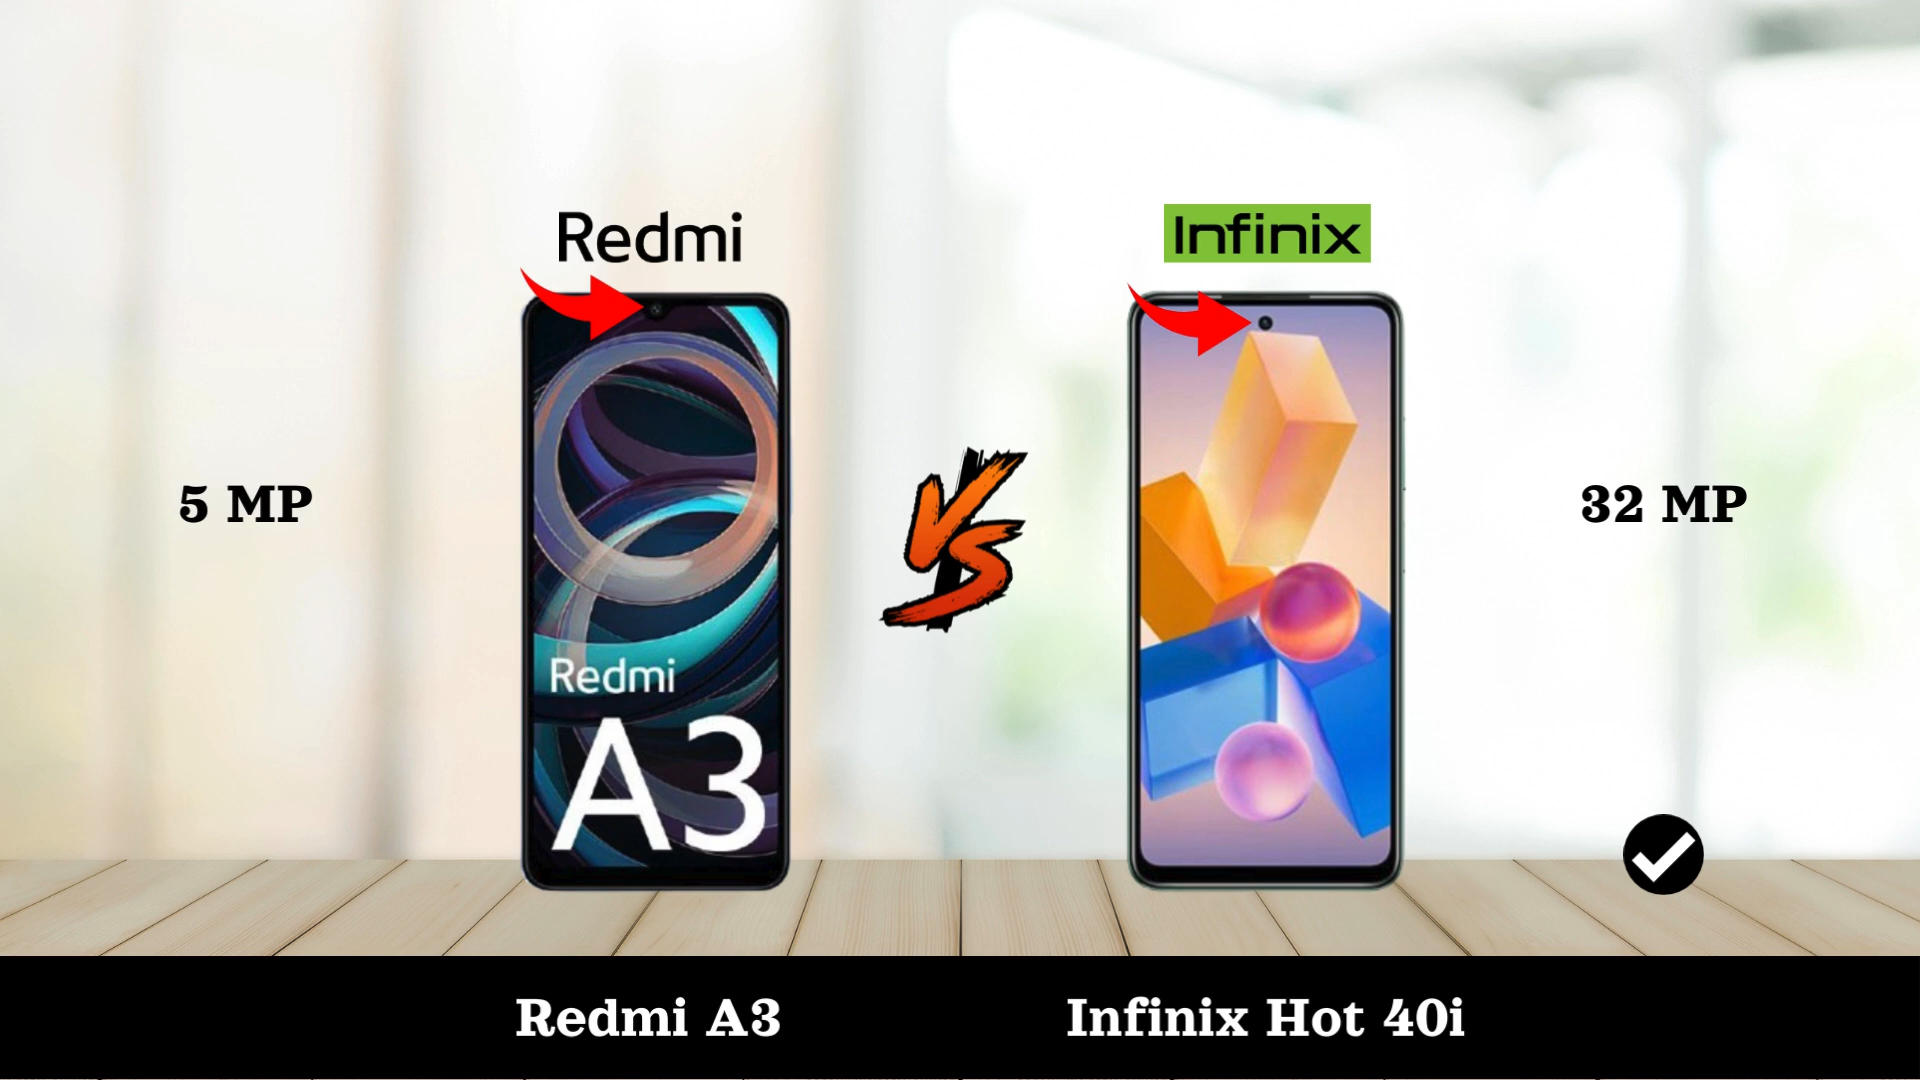 Redmi
Infinix
5 MP
VS
32 MP
Redmi
A3
Redmi A3
Infinix Hot 40i